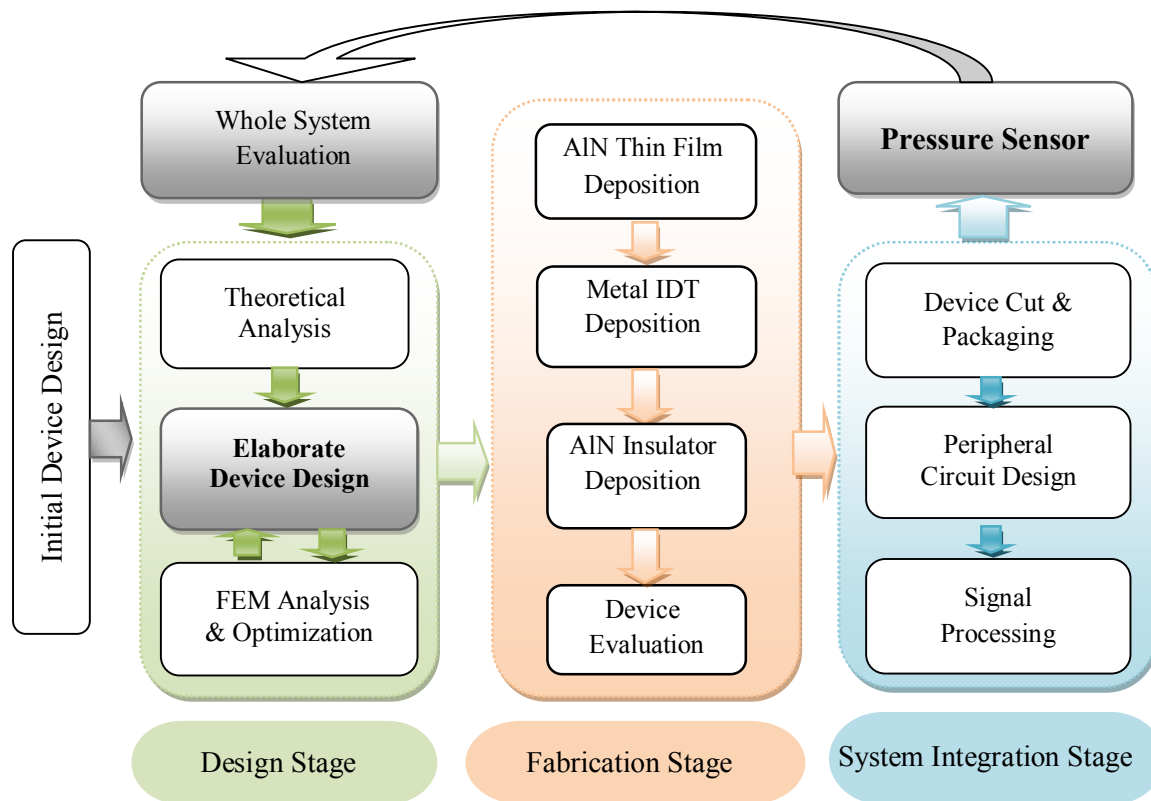 Whole System
Evaluation
Pressure Sensor
Initial Device Design
Theoretical
Analysis
Elaborate
Device Design
FEM Analysis
& Optimization
AlN Thin Film
Deposition
Metal IDT
Deposition
AlN Insulator
Deposition
Device
Evaluation
Device Cut &
Packaging
Peripheral
Circuit Design
Signal
Processing
Design Stage
Fabrication Stage
System Integration Stage